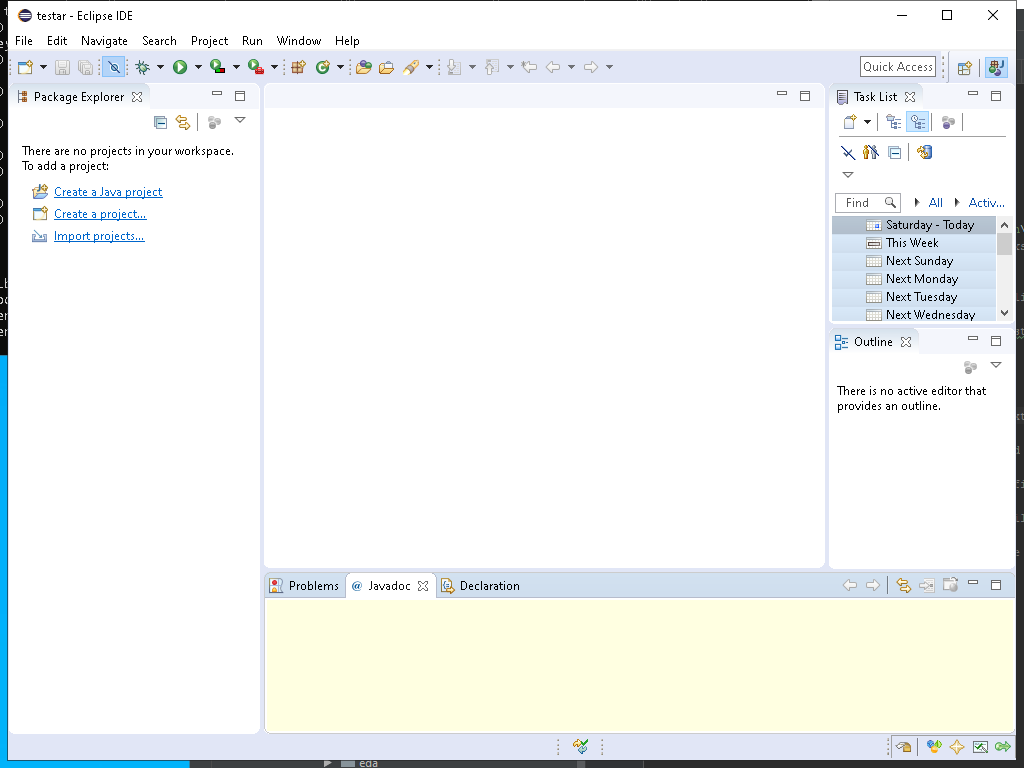 testar - Eclipse IDE
File Edit Navigate Search Project Run Window Help
Quick Access
Package Explorer
There are no projects in your workspace.
To add a project:
Create a Java project
Create a project...
Import projects...
Task List
Find All Activ...
Saturday - Today
This Week
Next Sunday
Next Monday
Next Tuesday
Next Wednesday
Outline
There is no active editor that
provides an outline.
Problems @ Javadoc Declaration
eda